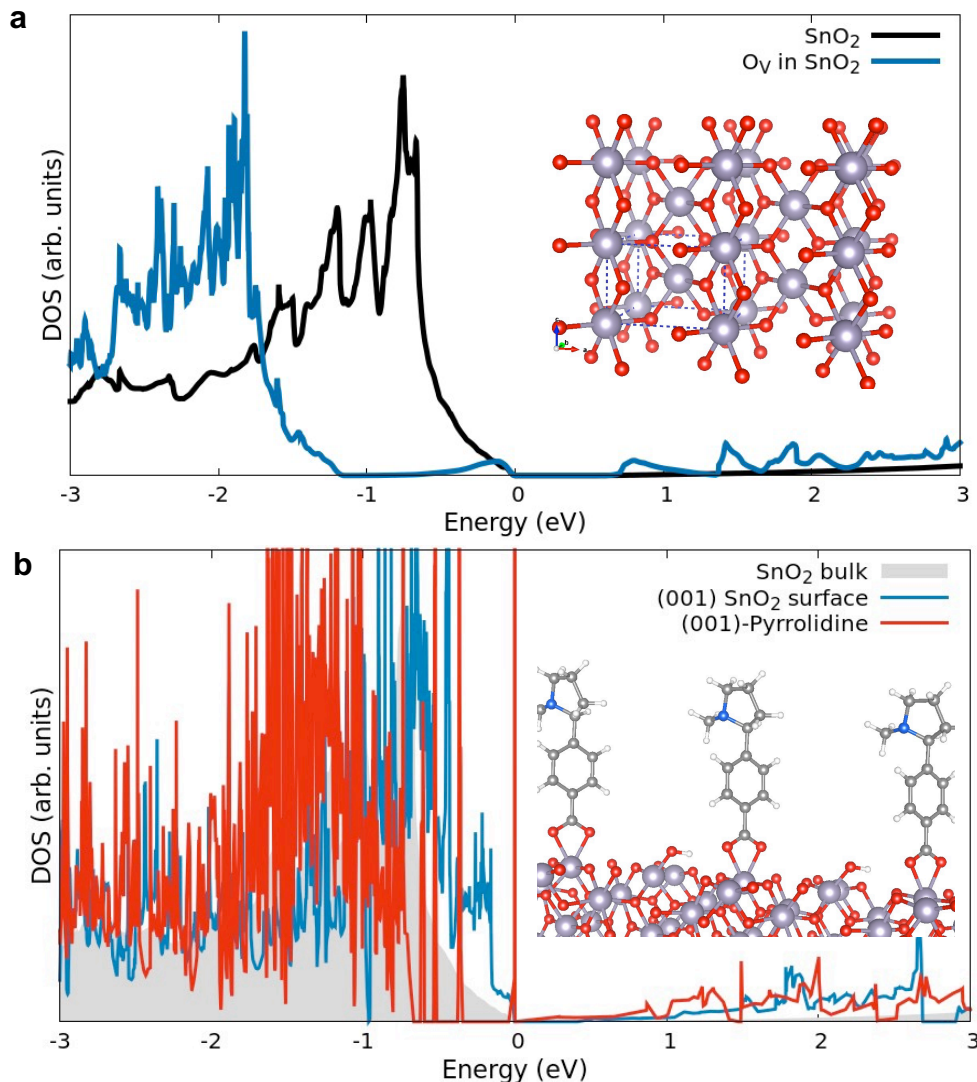 a
SnO2
OV in SnO2
DOS (arb. units)
c
b
a
-3 -2 -1 0 1 2 3
Energy (eV)
b
SnO2 bulk
(001) SnO2 surface
(001)-Pyrrolidine
DOS (arb. units)
-3 -2 -1 0 1 2 3
Energy (eV)